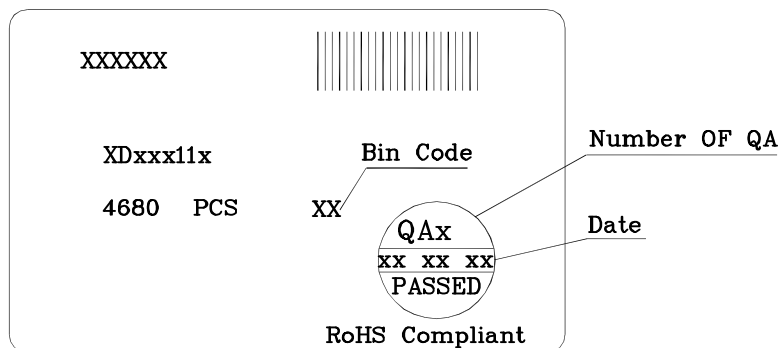 XXXXXX
XDxxx11x
Bin Code
Number OF QA
4680 PCS
XX
QAx
Date
xx xx xx
PASSED
RoHS Compliant